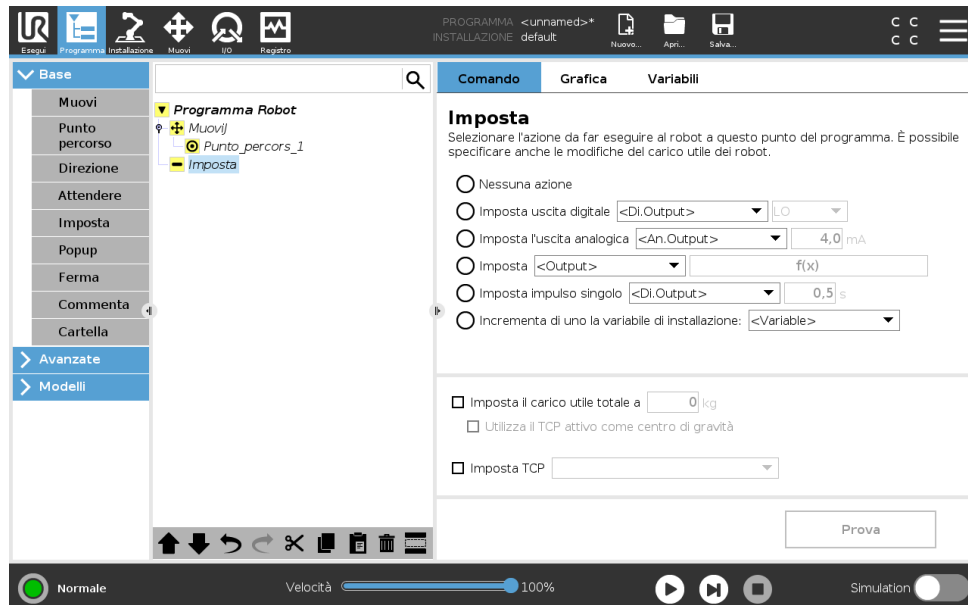 PROGRAMMA <unnamed>*
INSTALLAZIONE default
Esegui Programma Installazione Muovi I/O Registro Nuovo... Apri... Salva...
C C
C C
Base
Muovi
Punto
percorso
Direzione
Attendere
Imposta
Popup
Ferma
Commenta
Cartella
Avanzate
Modelli
Programma Robot
MuoviJ
Punto_percors_1
Imposta
Comando Grafica Variabili
Imposta
Selezionare l'azione da far eseguire al robot a questo punto del programma. È possibile
specificare anche le modifiche del carico utile dei robot.
Nessuna azione
Imposta uscita digitale <Di.Output> LO
Imposta l'uscita analogica <An.Output> 4,0 mA
Imposta <Output> f(x)
Imposta impulso singolo <Di.Output> 0,5 s
Incrementa di uno la variabile di installazione: <Variable>
Imposta il carico utile totale a 0 kg
Utilizza il TCP attivo come centro di gravità
Imposta TCP
Prova
Normale Velocità 100% Simulation